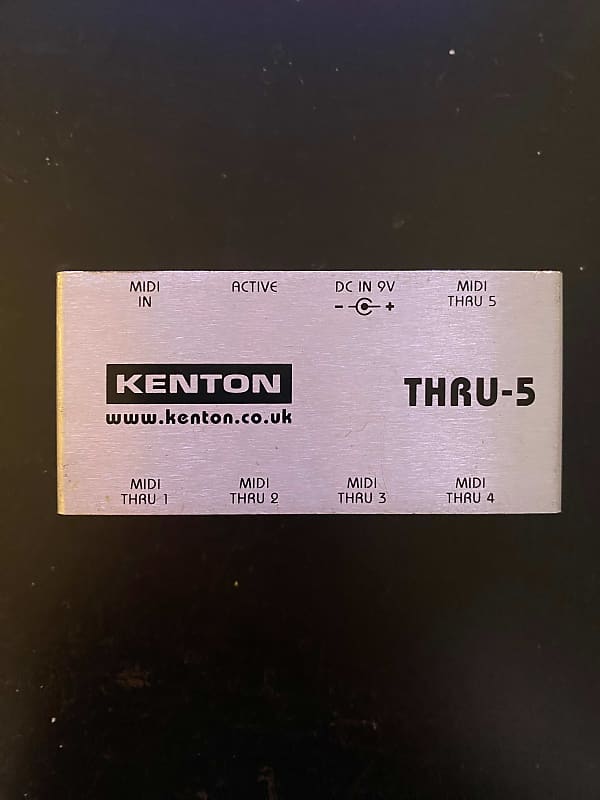 MIDI IN
ACTIVE
DC IN 9V
- +
MIDI THRU 5
KENTON
www.kenton.co.uk
THRU-5
MIDI THRU 1
MIDI THRU 2
MIDI THRU 3
MIDI THRU 4